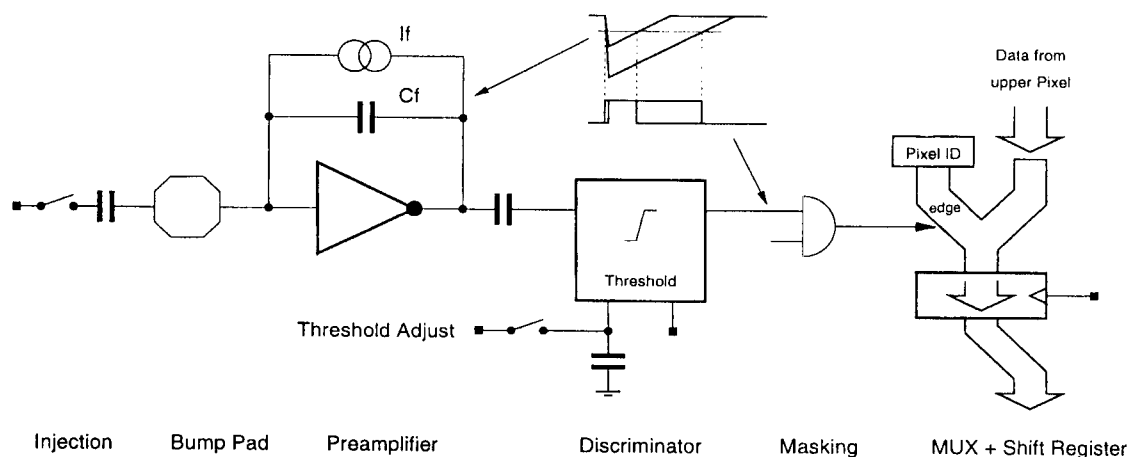 If
Cf
Data from
upper Pixel
Pixel ID
edge
Threshold
Threshold Adjust
Injection
Bump Pad
Preamplifier
Discriminator
Masking
MUX + Shift Register